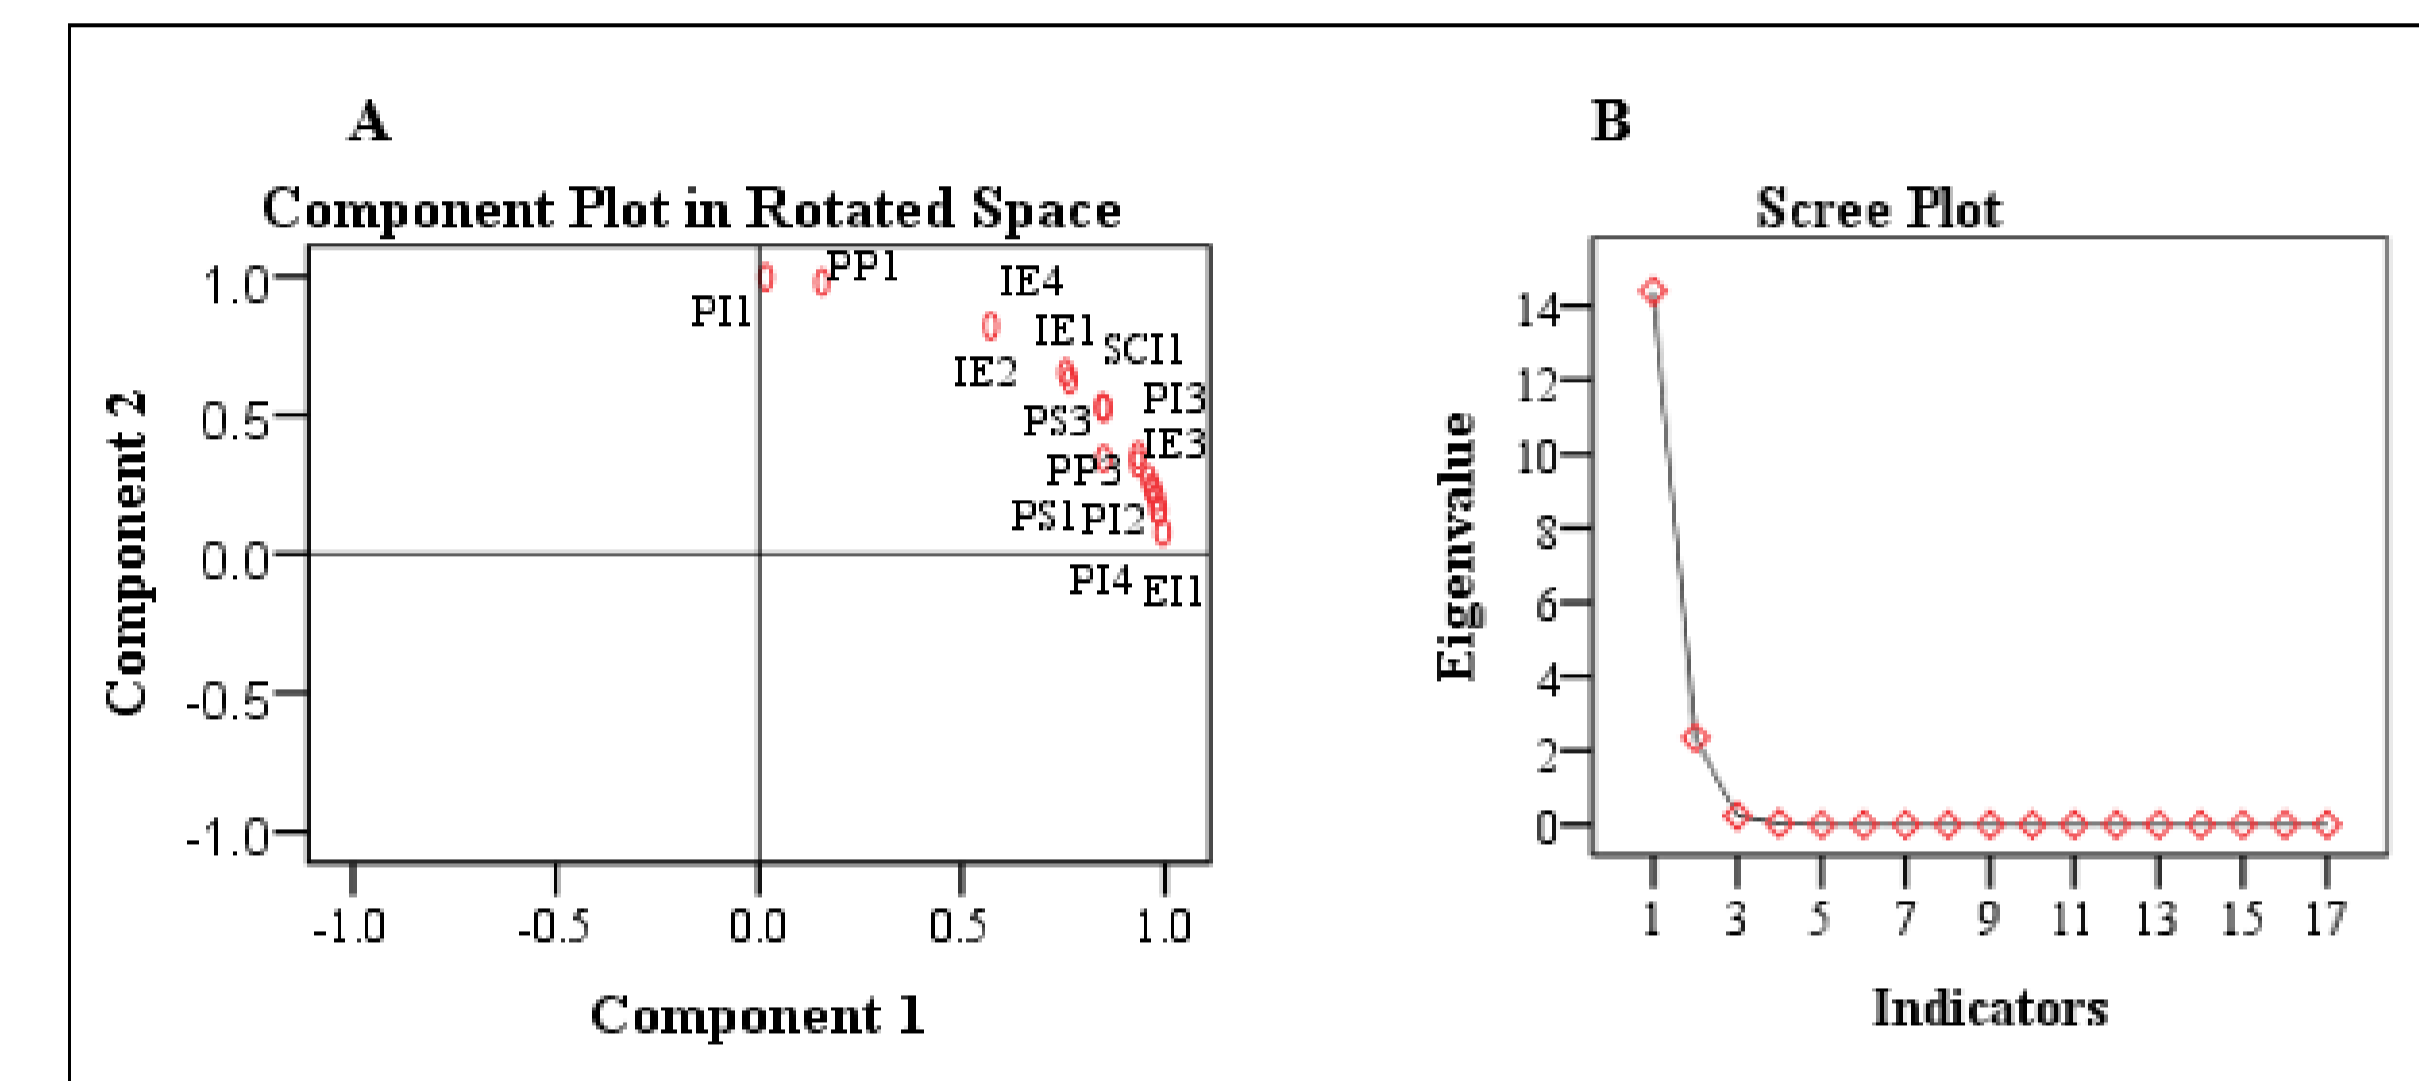 A
B
Component Plot in Rotated Space
Scree Plot
Component 2
1.0
0.5
0.0
-0.5
-1.0
PI1
PP1
IE4
IE1
SCI1
IE2
PI3
PS3
IE3
PP3
PS1
PI2
PI4
EI1
-1.0
-0.5
0.0
0.5
1.0
Component 1
Eigenvalue
14
12
10
8
6
4
2
0
1
3
5
7
9
11
13
15
17
Indicators